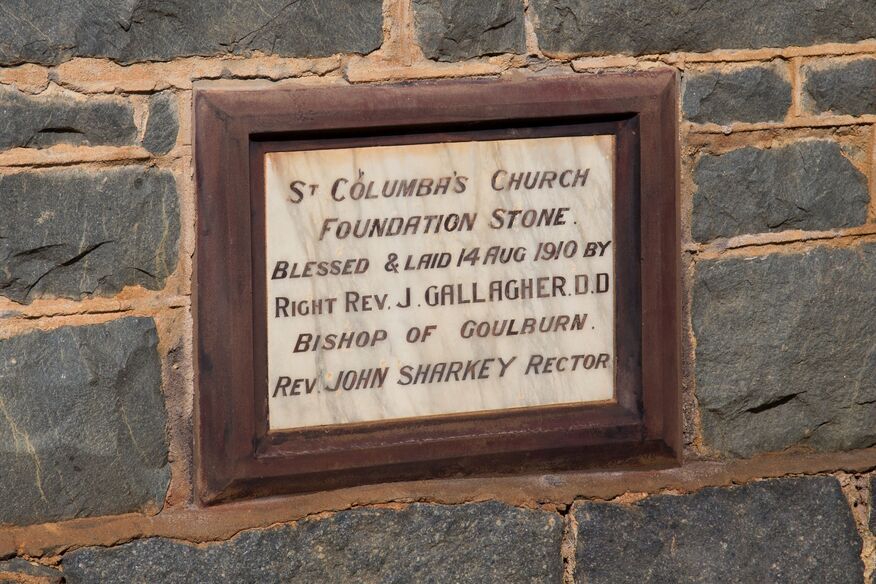 ST COLUMBA'S CHURCH
FOUNDATION STONE.
BLESSED & LAID 14 AUG 1910 BY
RIGHT REV. J. GALLAGHER. D.D
BISHOP OF GOULBURN.
REV. JOHN SHARKEY RECTOR